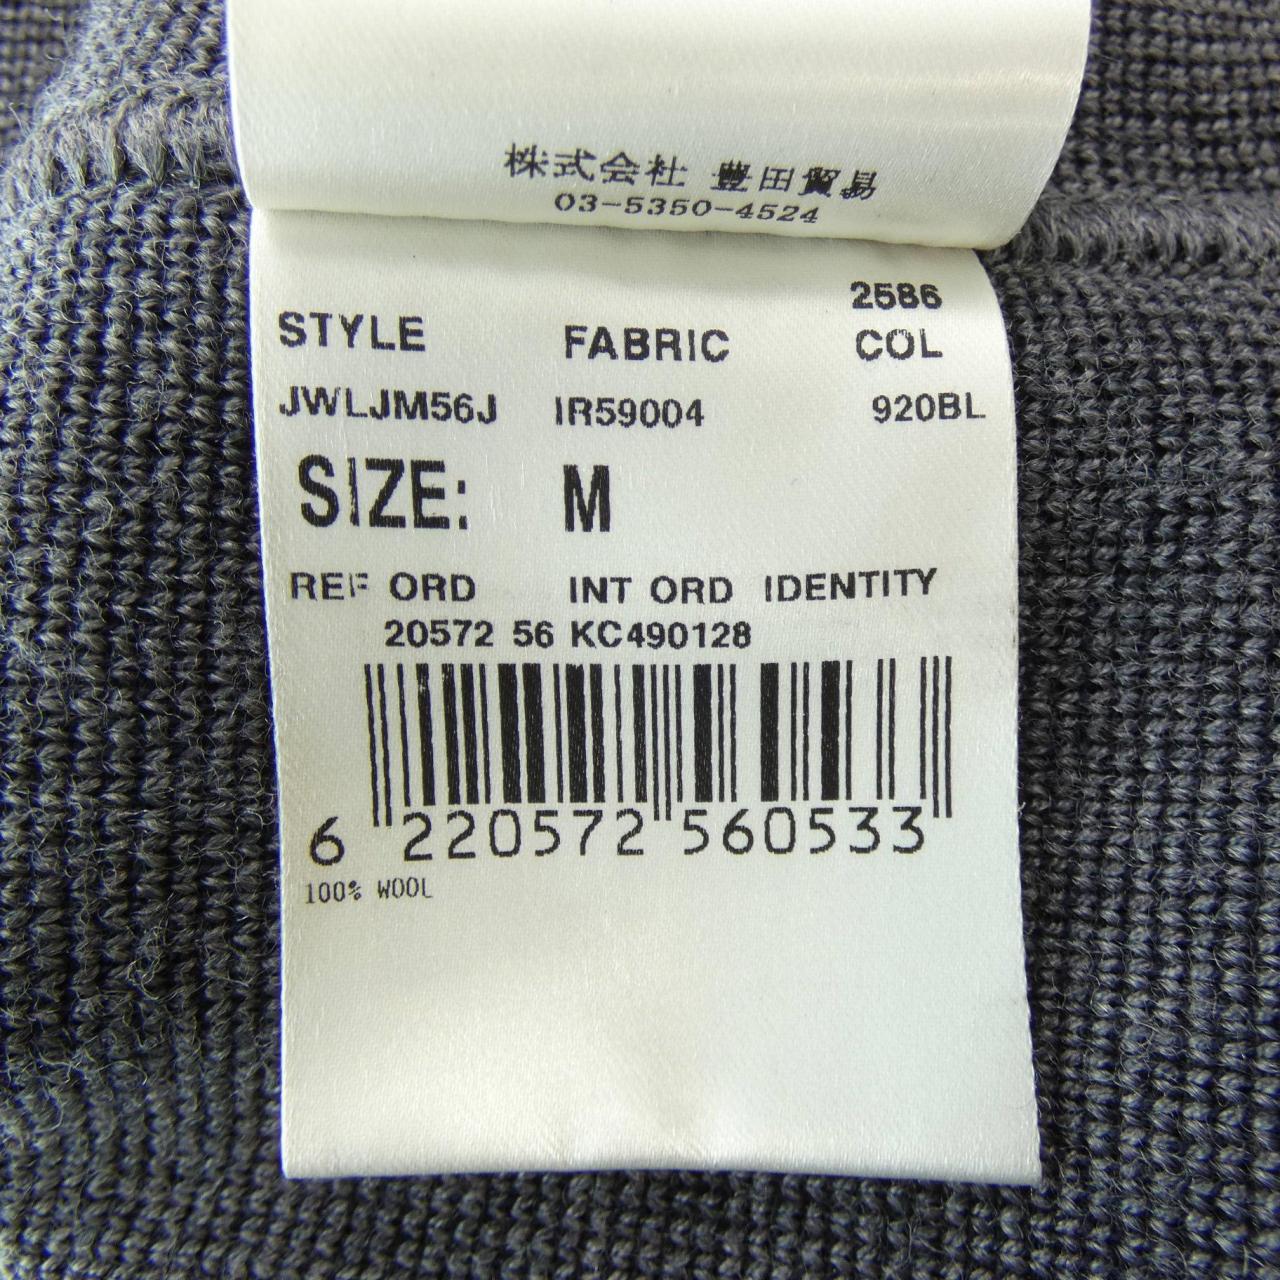 株式会社 豊田貿易
03-5350-4524
2586
STYLE FABRIC COL
JWLJM56J IR59004 920BL
SIZE: M
REF ORD INT ORD IDENTITY
20572 56 KC490128
6 220572 560533
100% WOOL